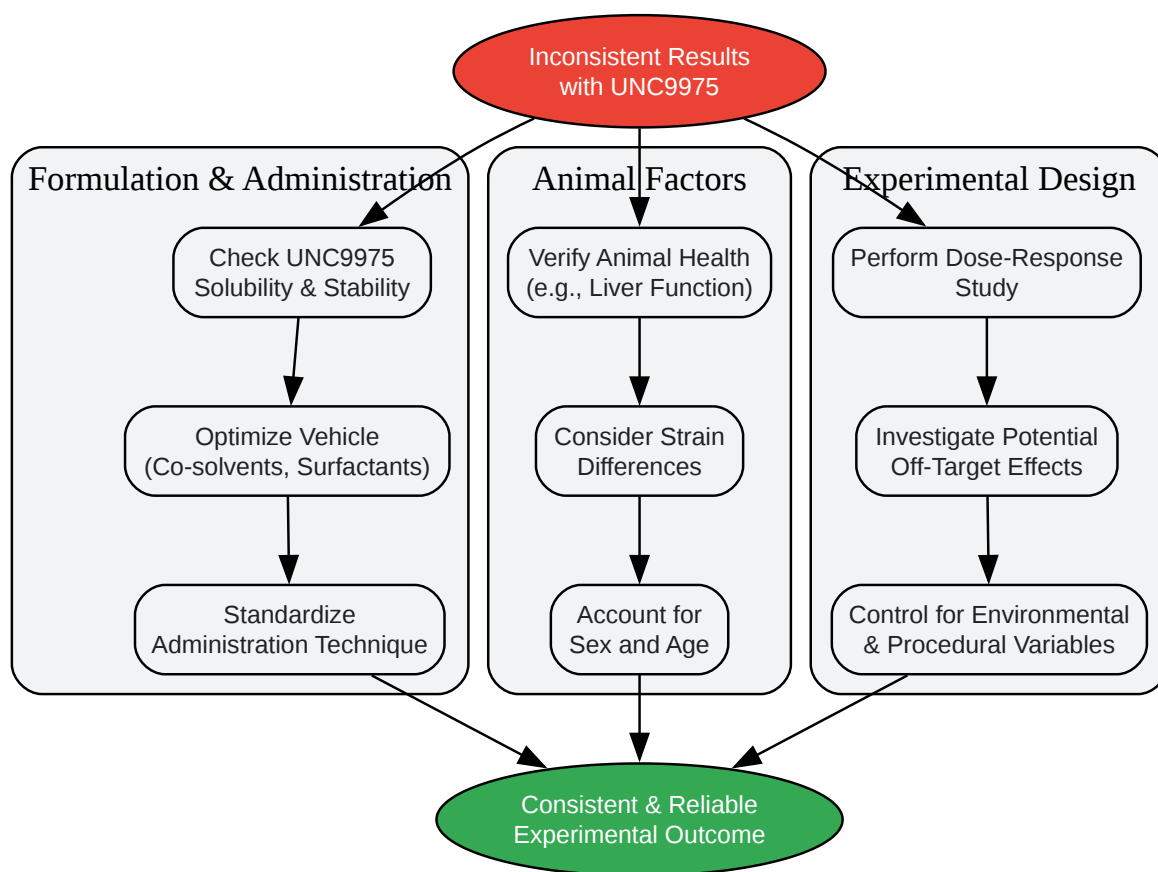 Inconsistent Results
with UNC9975
Formulation & Administration
Check UNC9975
Solubility & Stability
Optimize Vehicle
(Co-solvents, Surfactants)
Standardize
Administration Technique
Animal Factors
Verify Animal Health
(e.g., Liver Function)
Consider Strain
Differences
Account for
Sex and Age
Experimental Design
Perform Dose-Response
Study
Investigate Potential
Off-Target Effects
Control for Environmental
& Procedural Variables
Consistent & Reliable
Experimental Outcome